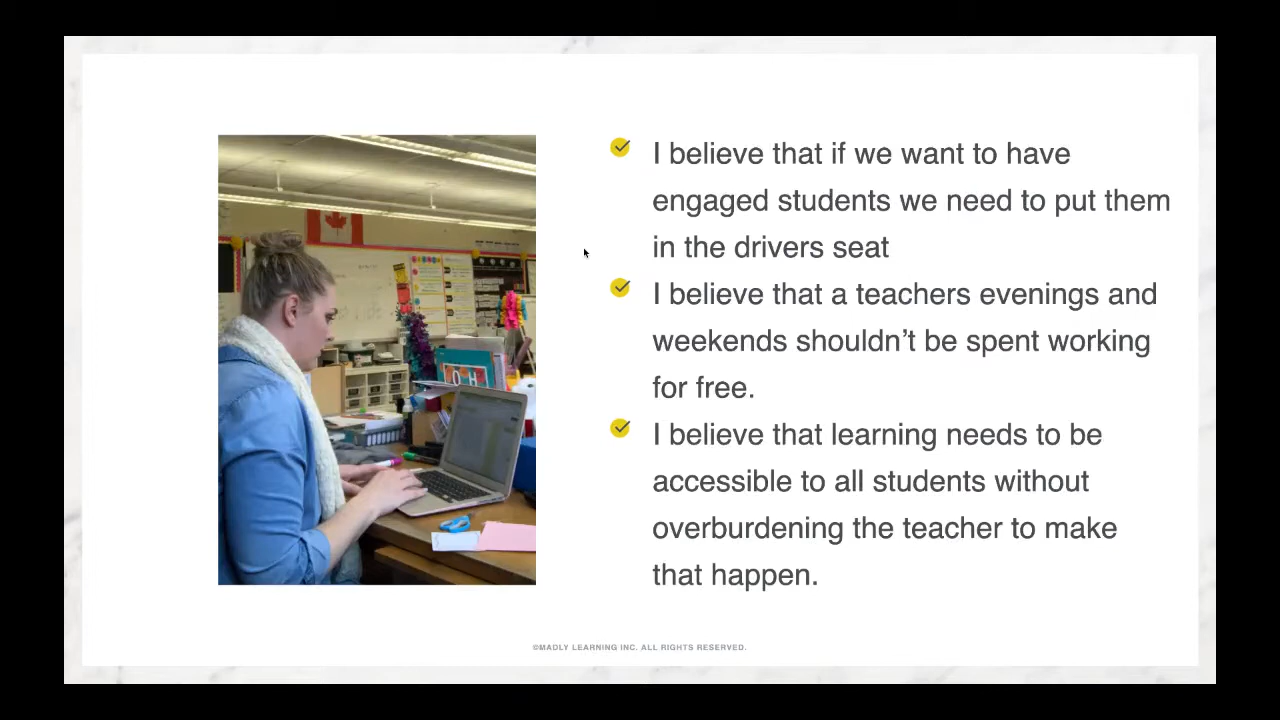 I believe that if we want to have
engaged students we need to put them
in the drivers seat
I believe that a teachers evenings and
weekends shouldn’t be spent working
for free.
I believe that learning needs to be
accessible to all students without
overburdening the teacher to make
that happen.
©MADLY LEARNING INC. ALL RIGHTS RESERVED.